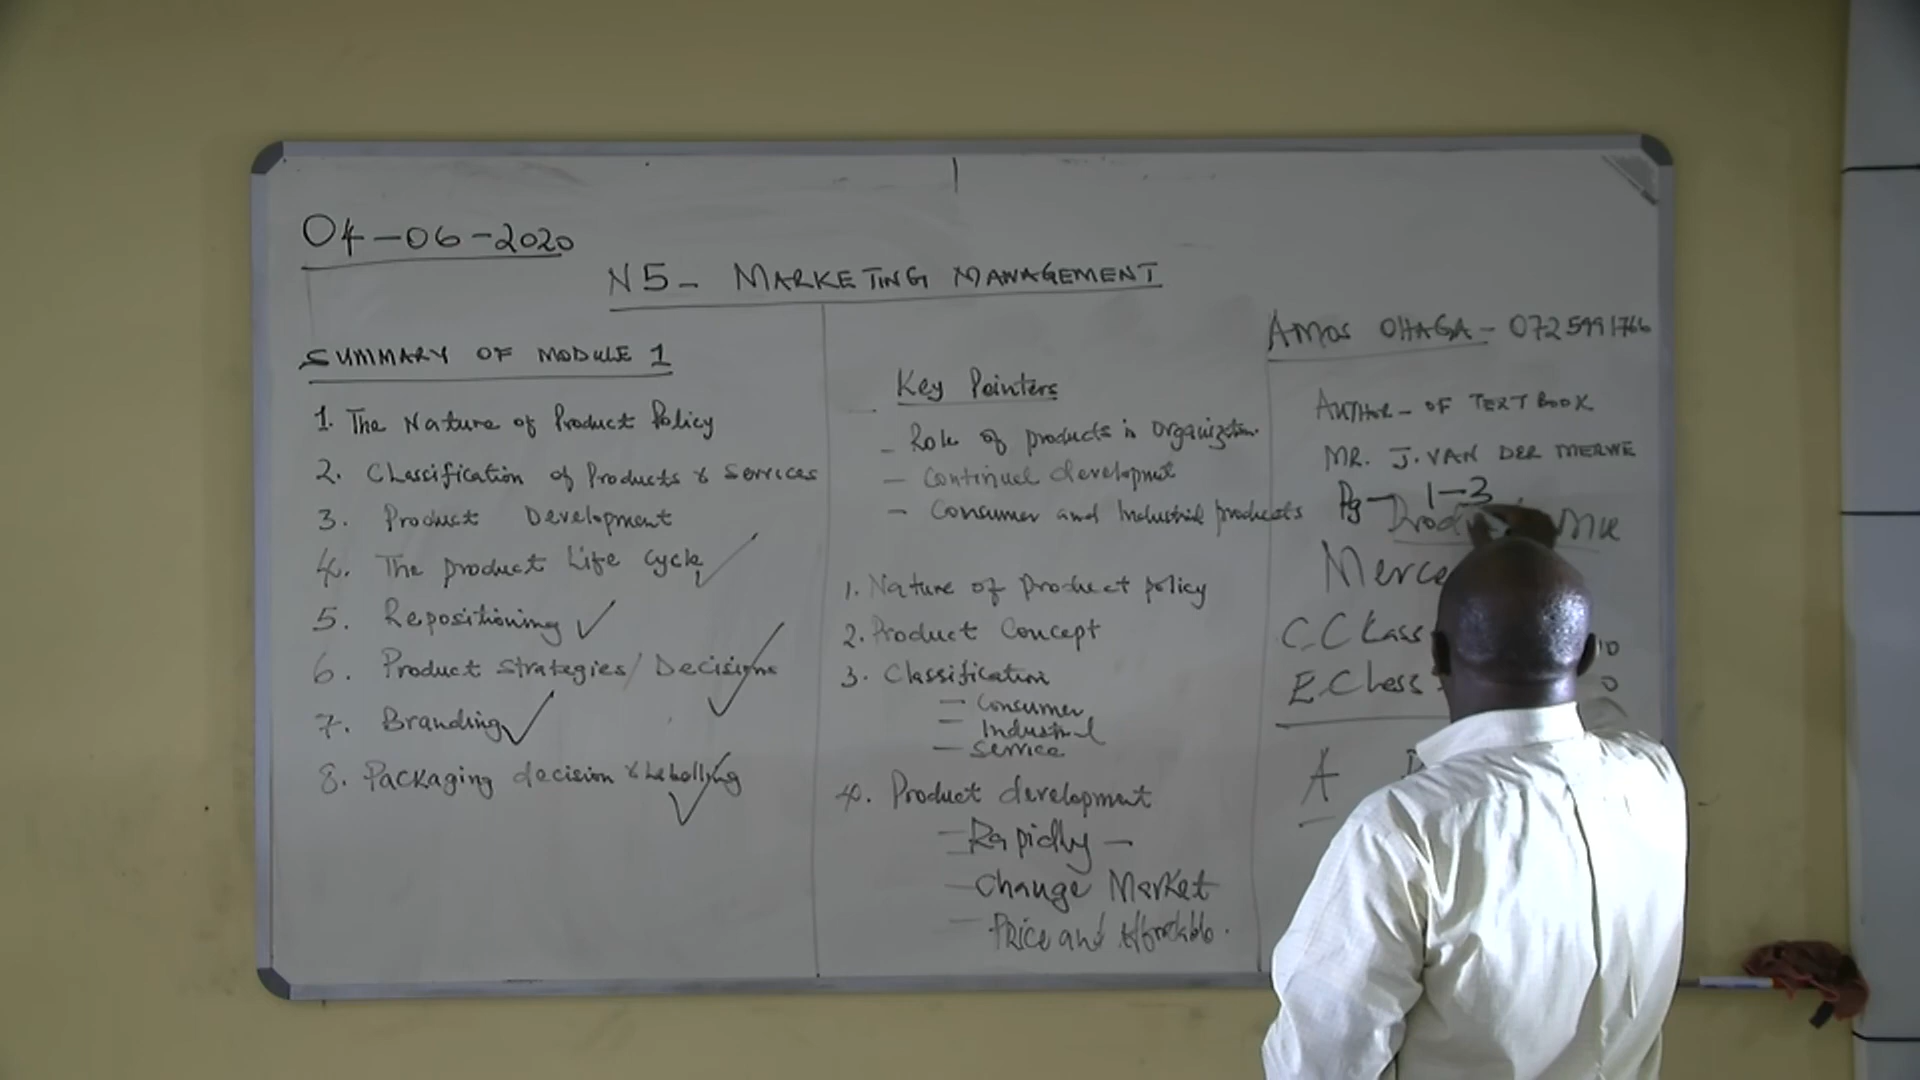 04-06-2020
N5- MARKETING MANAGEMENT
SUMMARY OF MODULE 1
1. The Nature of Product Policy
2. Classification of Products & Services
3. Product Development
4. The product Life Cycle
5. Repositioning
6. Product strategies/ Decisions
7. Branding
8. Packaging decision & Labelling
Key Pointers
- Role of products in organization.
- Continuel development
- Consumer and Industrial products
1. Nature of product policy
2. Product Concept
3. Classification
- Consumer
- Industrial
- Service
4. Product development
- Rapidly -
- Change Market
- Price and Affordable.
AMOS OHAGA - 0725991766
AUTHOR - OF TEXT BOOK
MR. J. VAN DER MERWE
Pg - 1-3
C. Class
E. Class
A